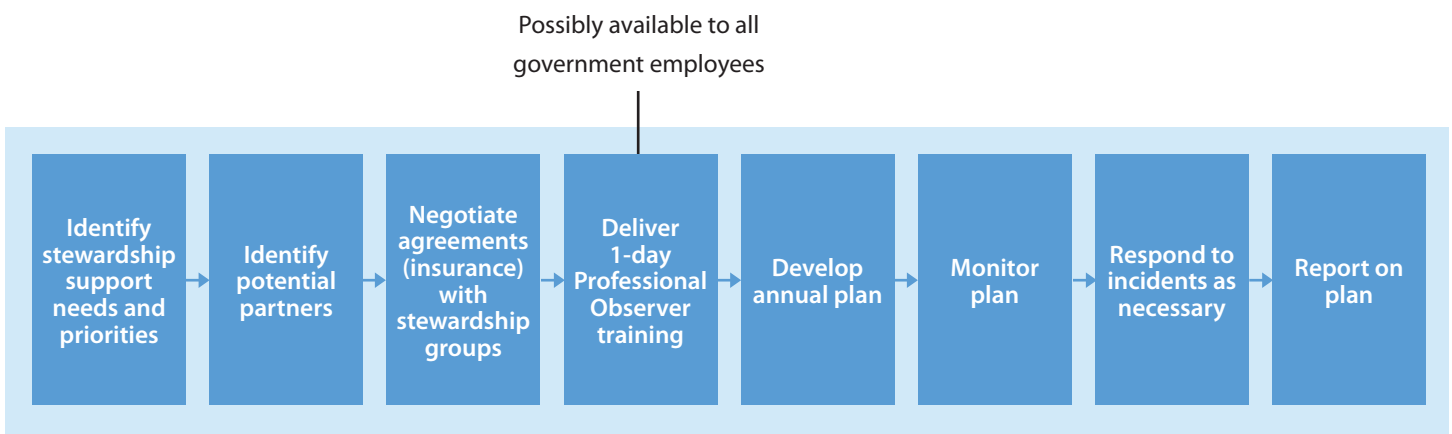 Possibly available to all
government employees
Identify
stewardship
support
needs and
priorities
Identify
potential
partners
Negotiate
agreements
(insurance)
with
stewardship
groups
Deliver
1-day
Professional
Observer
training
Develop
annual plan
Monitor
plan
Respond to
incidents as
necessary
Report on
plan